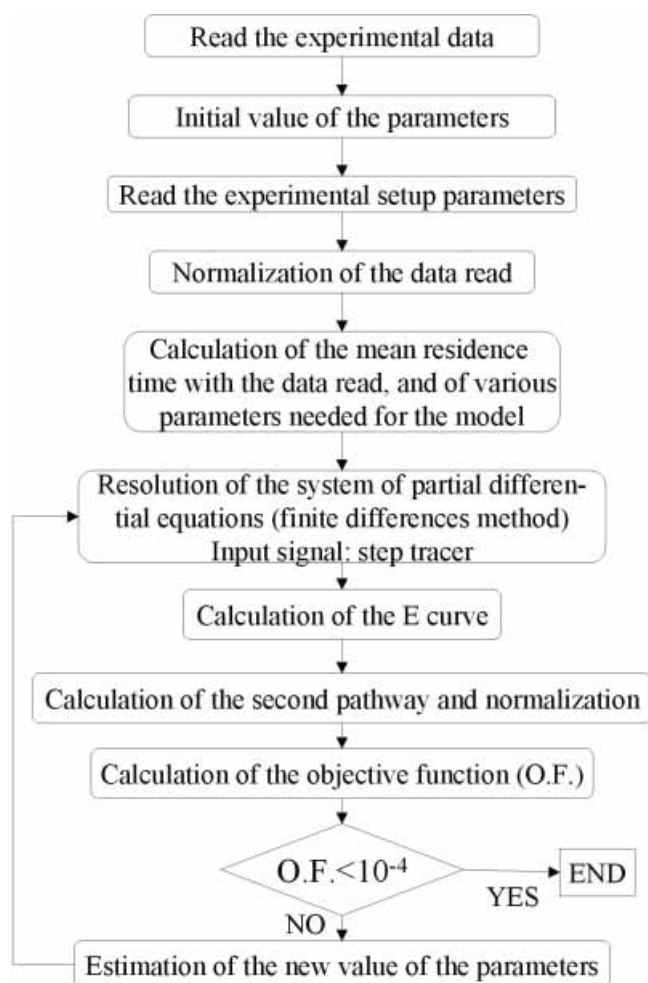 Read the experimental data
Initial value of the parameters
Read the experimental setup parameters
Normalization of the data read
Calculation of the mean residence
time with the data read, and of various
parameters needed for the model
Resolution of the system of partial differen-
tial equations (finite differences method)
Input signal: step tracer
Calculation of the E curve
Calculation of the second pathway and normalization
Calculation of the objective function (O.F.)
O.F.<10⁻⁴
END
YES
NO
Estimation of the new value of the parameters